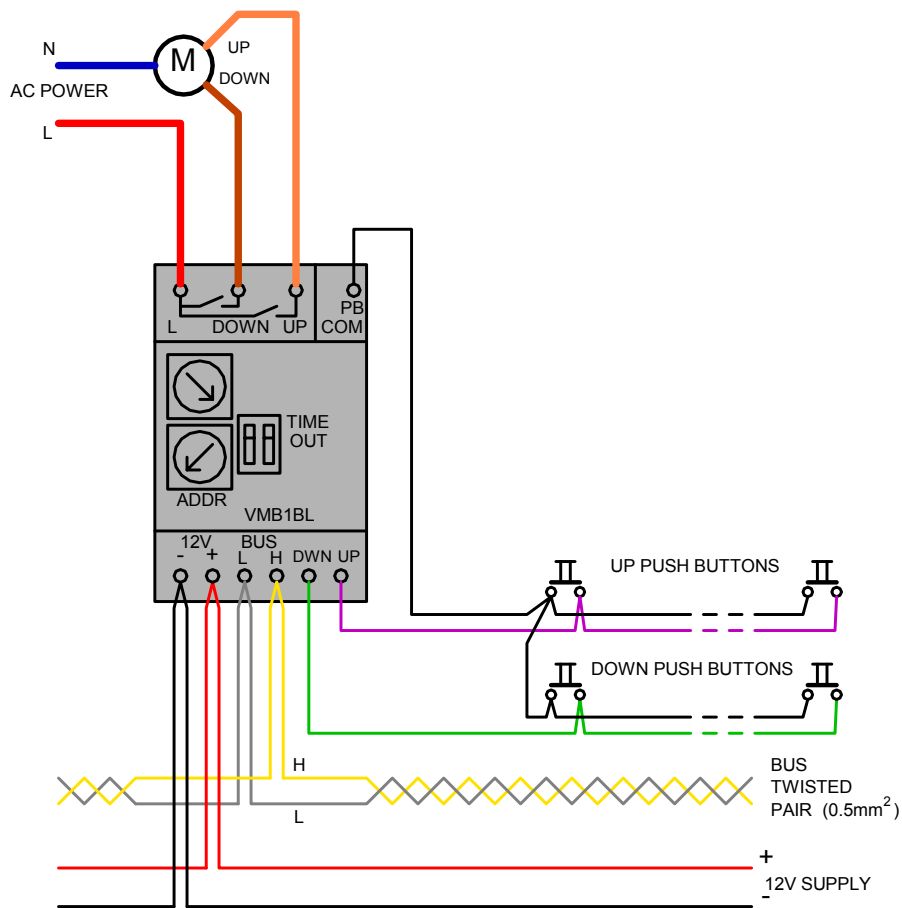 N
M
UP
DOWN
AC POWER
L
PB
L DOWN UP COM
TIME
OUT
ADDR
VMB1BL
12V BUS
- + L H DWN UP
UP PUSH BUTTONS
DOWN PUSH BUTTONS
H
L
BUS
TWISTED
PAIR (0.5mm²)
+
12V SUPPLY
-